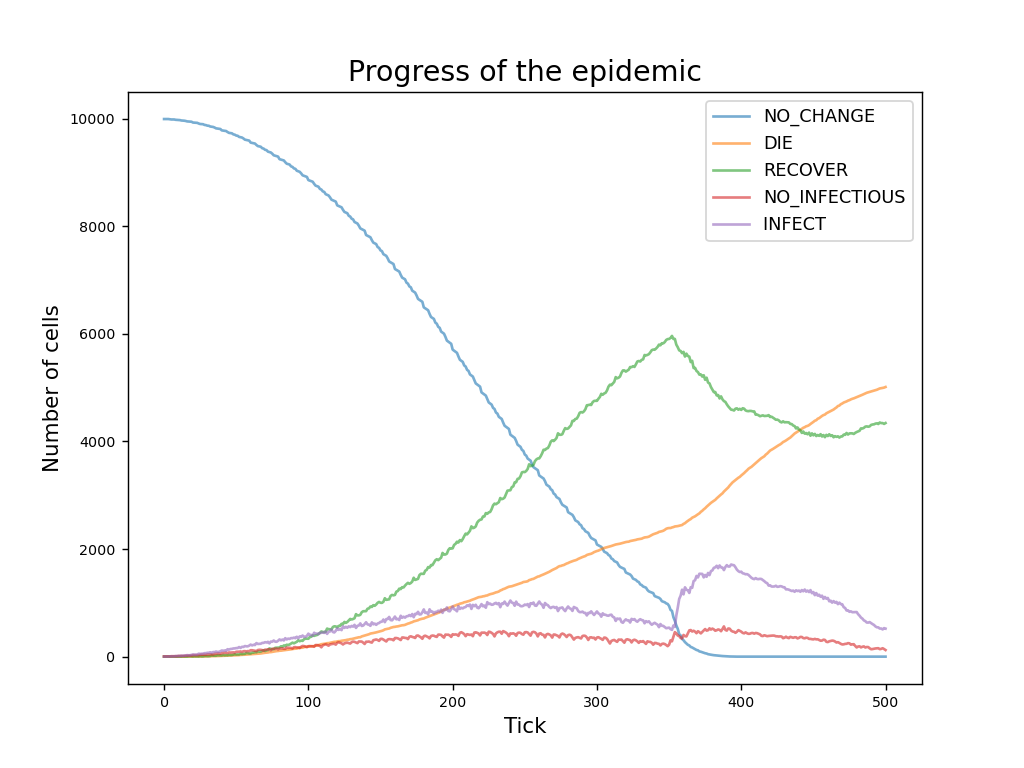 Progress of the epidemic
NO_CHANGE
DIE
RECOVER
NO_INFECTIOUS
INFECT
Number of cells
10000
8000
6000
4000
2000
0
0 100 200 300 400 500
Tick